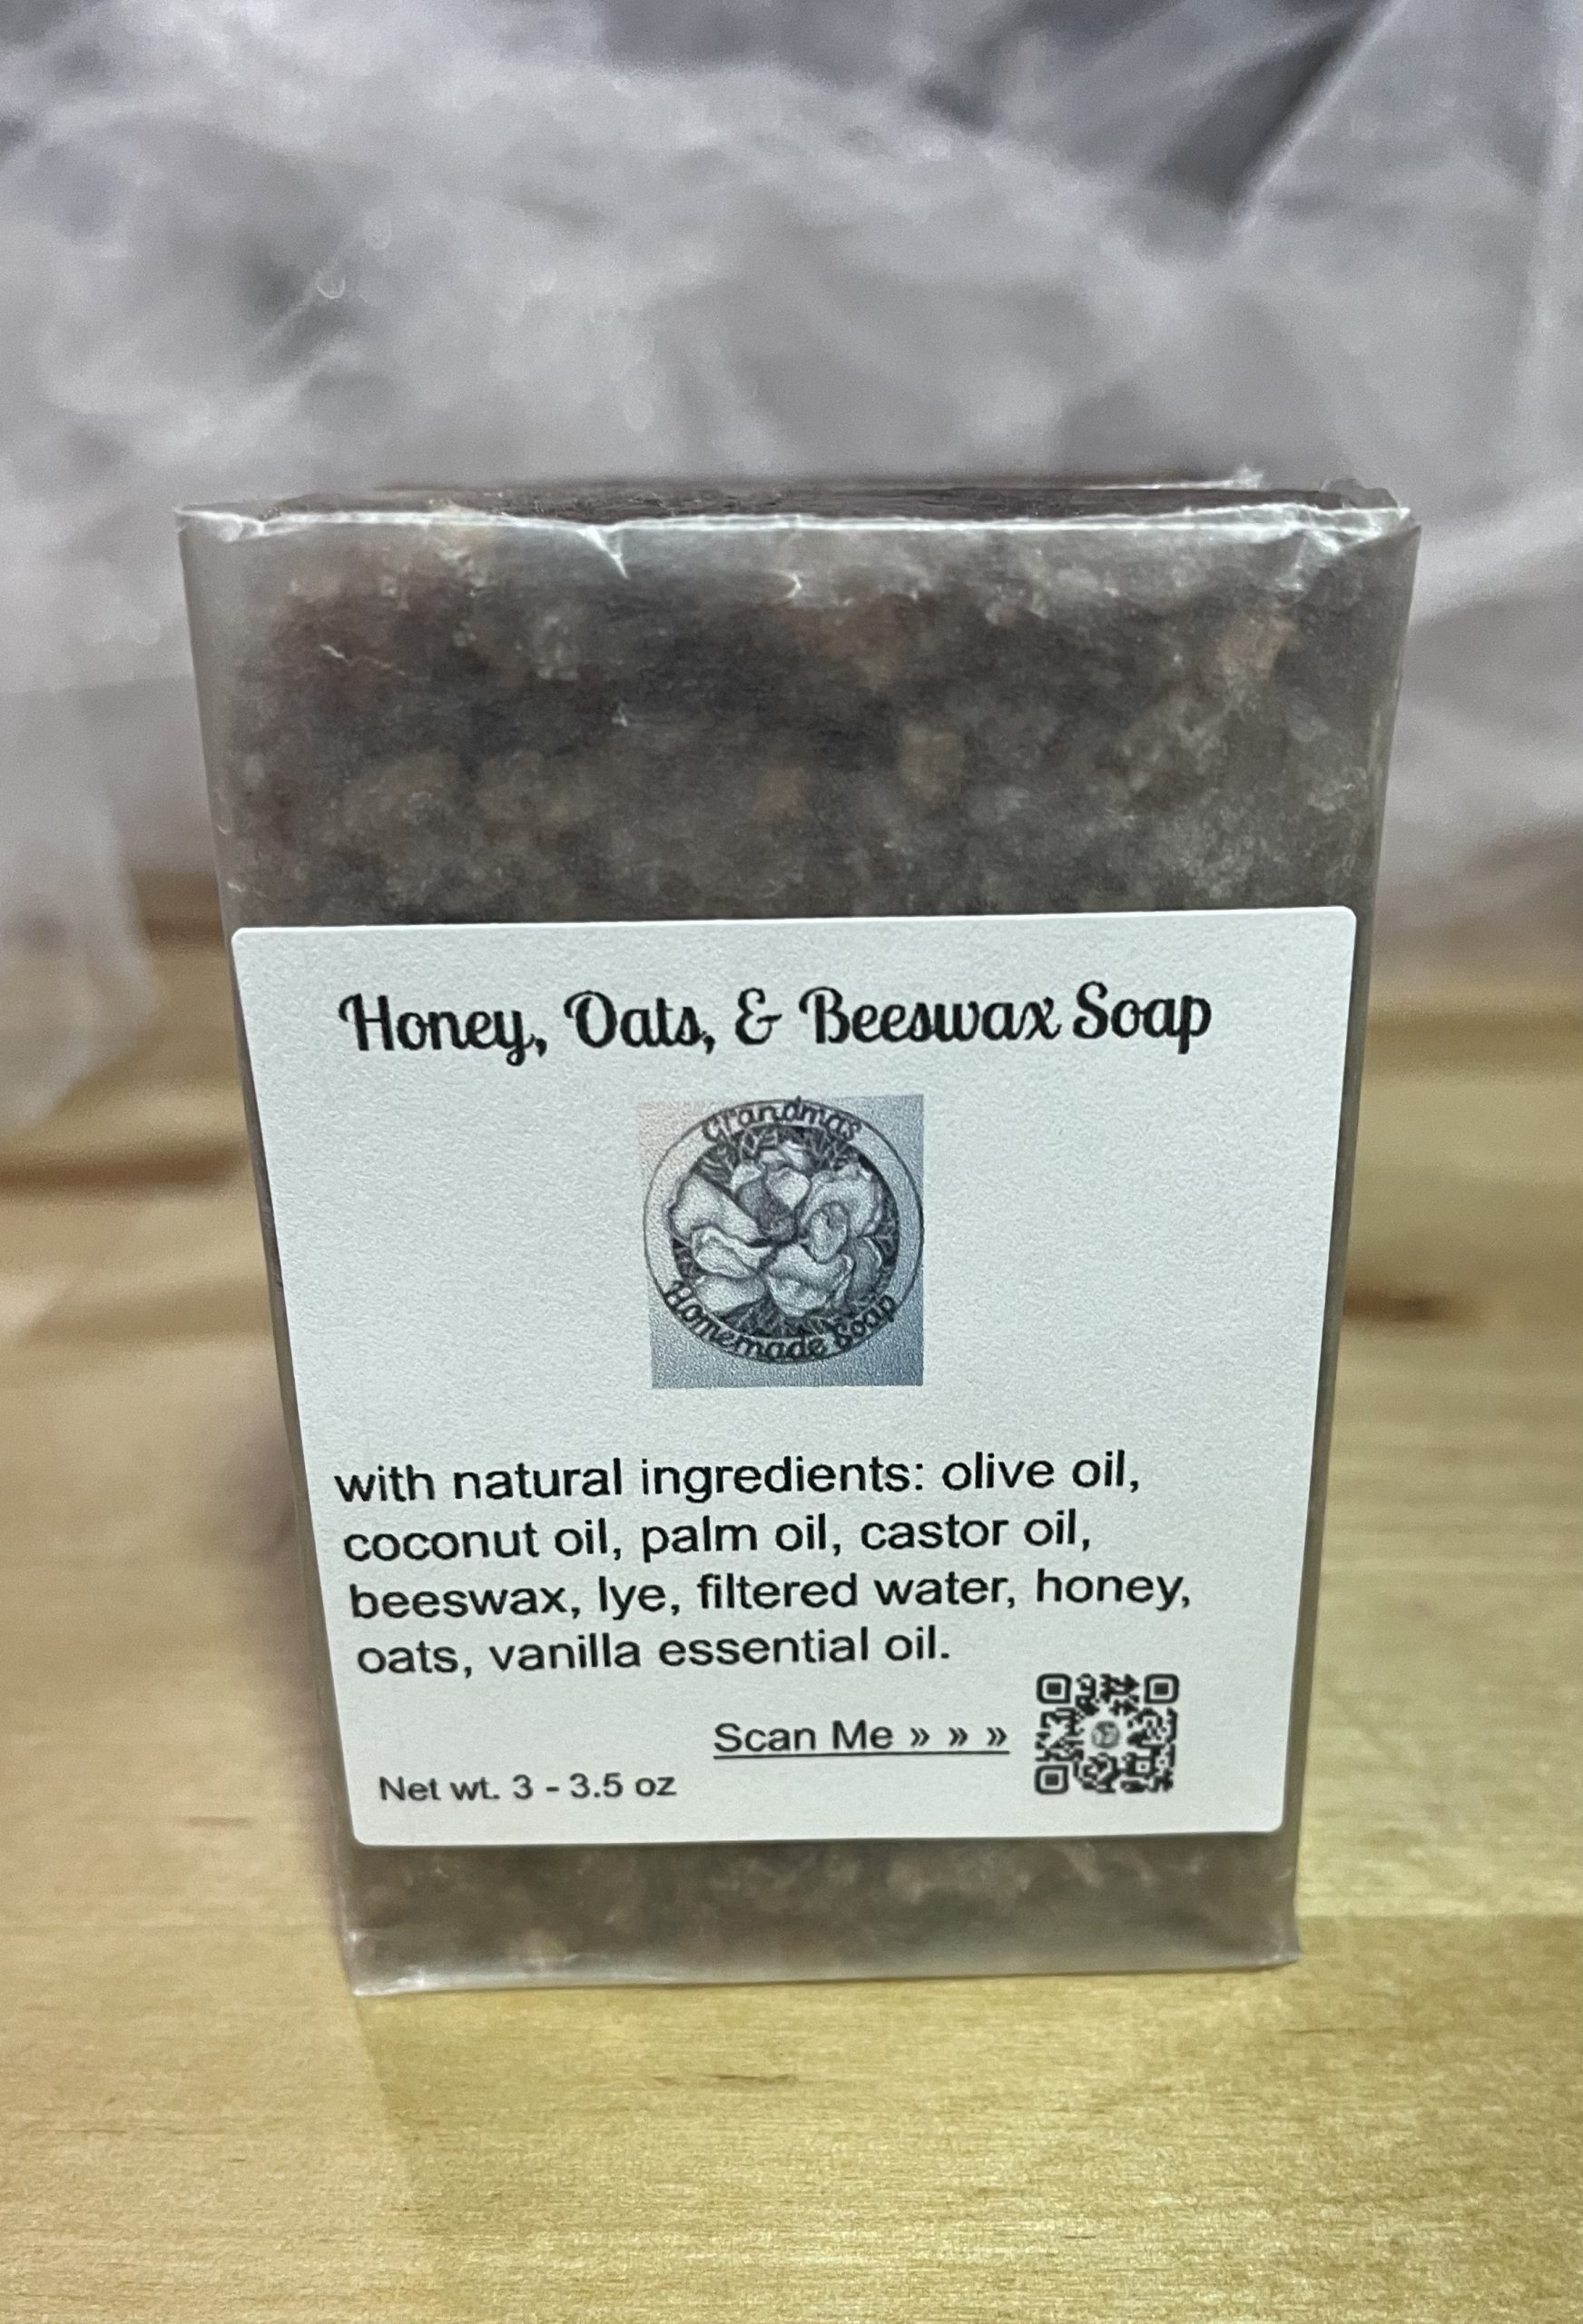 Honey, Oats, & Beeswax Soap
Grandmas
Homemade Soap
with natural ingredients: olive oil,
coconut oil, palm oil, castor oil,
beeswax, lye, filtered water, honey,
oats, vanilla essential oil.
Scan Me » » »
Net wt. 3 - 3.5 oz